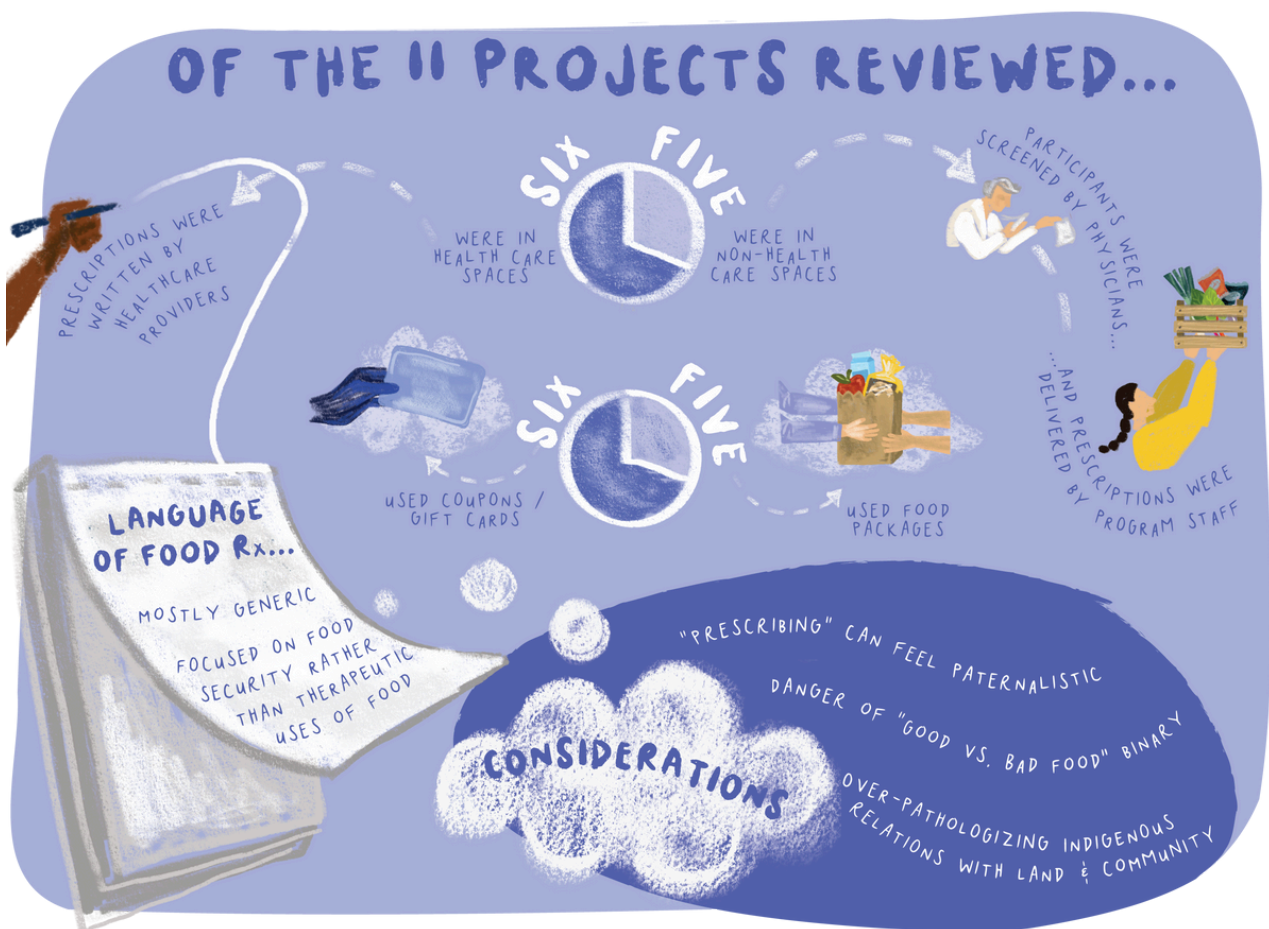 OF THE 11 PROJECTS REVIEWED...
SIX
FIVE
WERE IN
HEALTH CARE
SPACES
WERE IN
NON-HEALTH
CARE SPACES
PRESCRIPTIONS WERE
WRITTEN BY
HEALTHCARE
PROVIDERS
PARTICIPANTS WERE
SCREENED BY PHYSICIANS...
...AND PRESCRIPTIONS WERE
DELIVERED BY PROGRAM STAFF
SIX
FIVE
USED COUPONS /
GIFT CARDS
USED FOOD
PACKAGES
LANGUAGE
OF FOOD Rx...
MOSTLY GENERIC
FOCUSED ON FOOD
SECURITY RATHER
THAN THERAPEUTIC
USES OF FOOD
CONSIDERATIONS
"PRESCRIBING" CAN FEEL PATERNALISTIC
DANGER OF "GOOD VS. BAD FOOD" BINARY
OVER-PATHOLOGIZING INDIGENOUS
RELATIONS WITH LAND & COMMUNITY